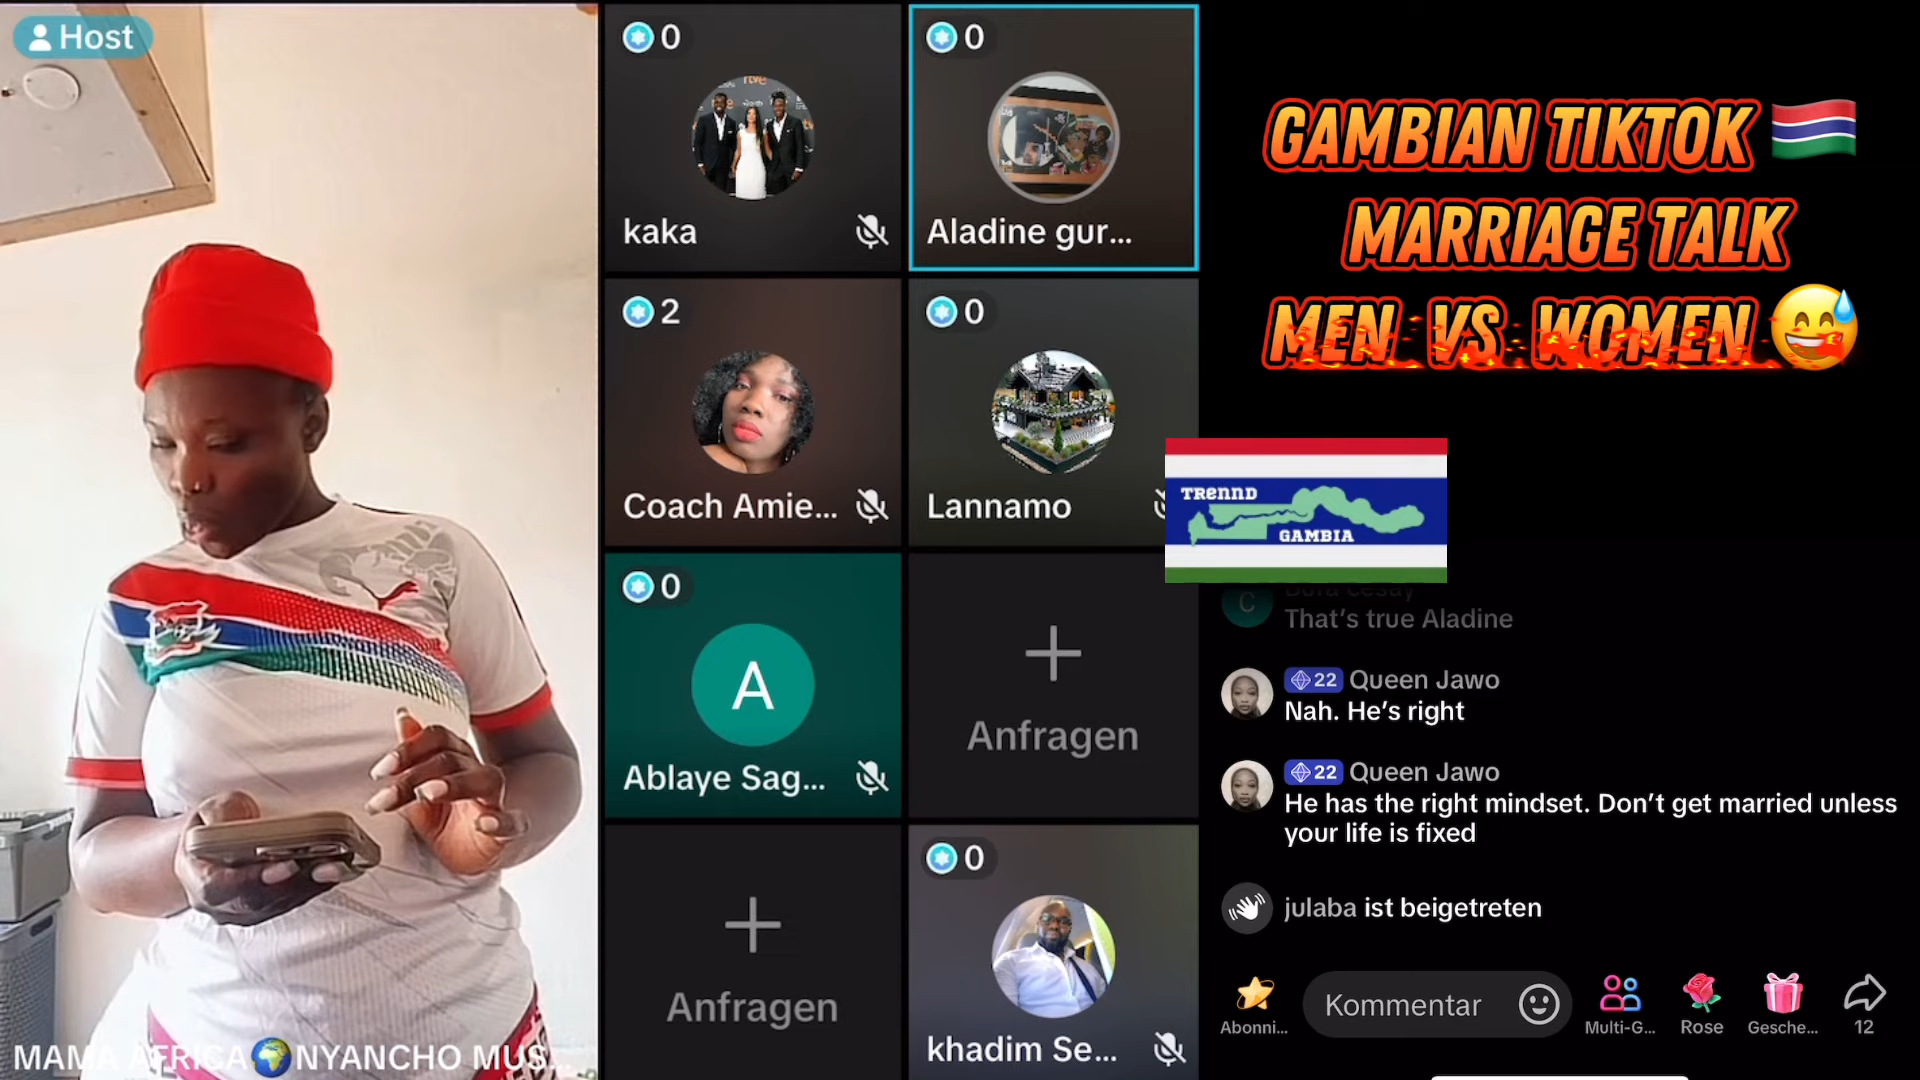 Host
MAMA AFRICA🌍NYANCHO MUS...
0
kaka
0
Aladine gur...
2
Coach Amie...
0
Lannamo
0
A
Ablaye Sag...
Anfragen
Anfragen
0
khadim Se...
GAMBIAN TIKTOK 🇬🇲
MARRIAGE TALK
MEN VS WOMEN 😅
TRENND
GAMBIA
C
Cesay
That's true Aladine
22 Queen Jawo
Nah. He's right
22 Queen Jawo
He has the right mindset. Don't get married unless
your life is fixed
julaba ist beigetreten
Abonni...
Kommentar
Multi-G...
Rose
Gesche...
12